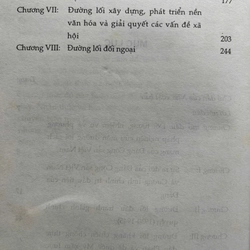 177
Chương VII: Đường lối xây dựng, phát triển nền
văn hóa và giải quyết các vấn đề xã
hội 203
Chương VIII: Đường lối đối ngoại 244